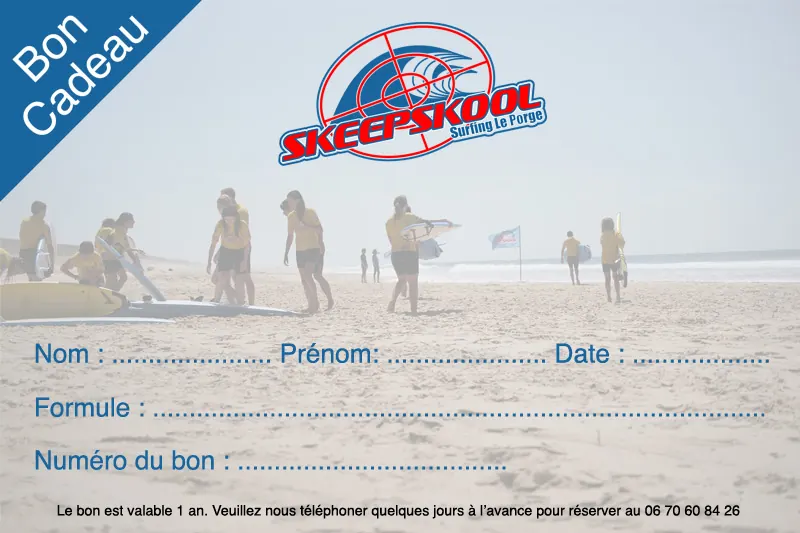 Bon
Cadeau
SKEEPSKOOL
Surfing Le Porge
Nom : ...................... Prénom: ...................... Date : ...................
Formule : .....................................................................................
Numéro du bon : .....................................
Le bon est valable 1 an. Veuillez nous téléphoner quelques jours à l’avance pour réserver au 06 70 60 84 26